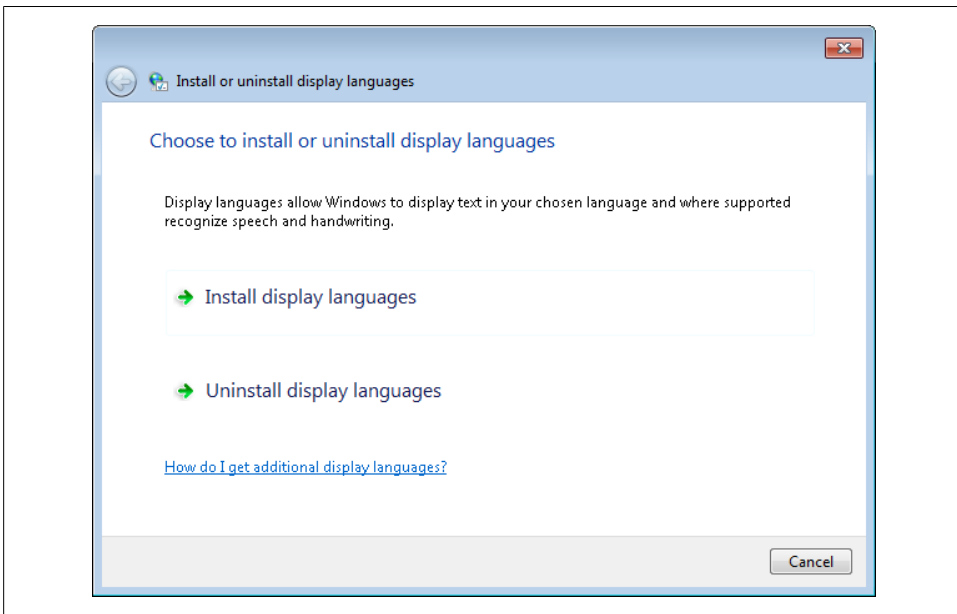 Install or uninstall display languages
Choose to install or uninstall display languages
Display languages allow Windows to display text in your chosen language and where supported
recognize speech and handwriting.
Install display languages
Uninstall display languages
How do I get additional display languages?
Cancel